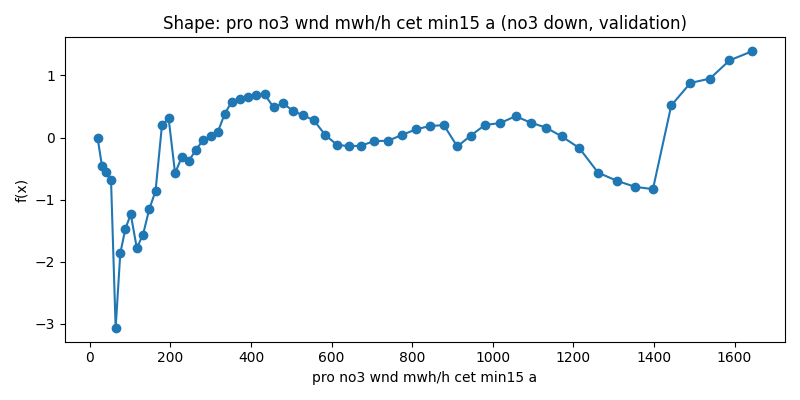 Shape: pro no3 wnd mwh/h cet min15 a (no3 down, validation)
f(x)
1
0
−1
−2
−3
0 200 400 600 800 1000 1200 1400 1600
pro no3 wnd mwh/h cet min15 a